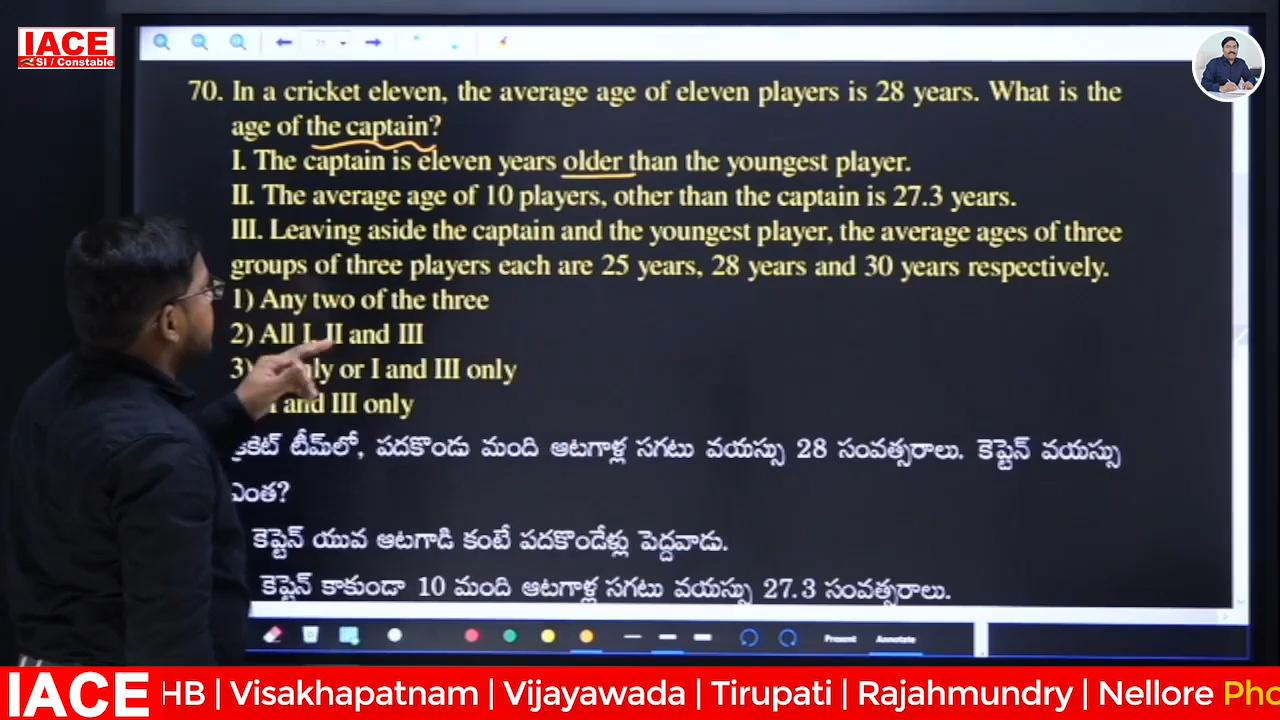 IACE
SI / Constable
70. In a cricket eleven, the average age of eleven players is 28 years. What is the
age of the captain?
I. The captain is eleven years older than the youngest player.
II. The average age of 10 players, other than the captain is 27.3 years.
III. Leaving aside the captain and the youngest player, the average ages of three
groups of three players each are 25 years, 28 years and 30 years respectively.
1) Any two of the three
2) All I, II and III
3) only or I and III only
I and III only
క్రికెట్ టీమ్‌లో, పదకొండు మంది ఆటగాళ్ల సగటు వయస్సు 28 సంవత్సరాలు. కెప్టెన్ వయస్సు
ఎంత?
కెప్టెన్ యువ ఆటగాడి కంటే పదకొండేళ్లు పెద్దవాడు.
కెప్టెన్ కాకుండా 10 మంది ఆటగాళ్ల సగటు వయస్సు 27.3 సంవత్సరాలు.
Present Annotate
IACE HB | Visakhapatnam | Vijayawada | Tirupati | Rajahmundry | Nellore Pho